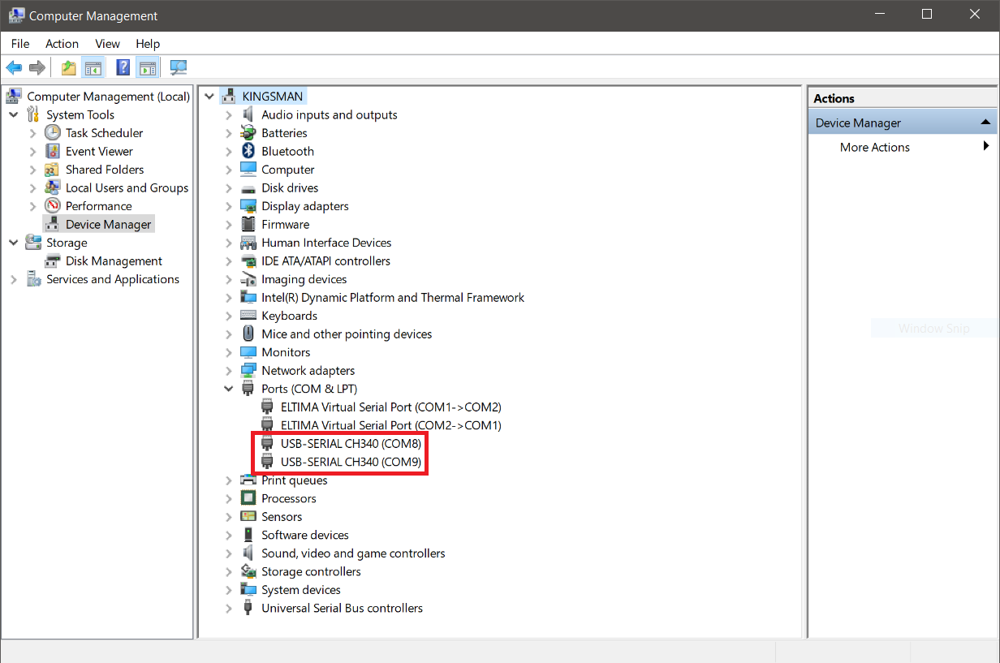 Computer Management
File Action View Help
Computer Management (Local)
System Tools
Task Scheduler
Event Viewer
Shared Folders
Local Users and Groups
Performance
Device Manager
Storage
Disk Management
Services and Applications
KINGSMAN
Audio inputs and outputs
Batteries
Bluetooth
Computer
Disk drives
Display adapters
Firmware
Human Interface Devices
IDE ATA/ATAPI controllers
Imaging devices
Intel(R) Dynamic Platform and Thermal Framework
Keyboards
Mice and other pointing devices
Monitors
Network adapters
Ports (COM & LPT)
ELTIMA Virtual Serial Port (COM1->COM2)
ELTIMA Virtual Serial Port (COM2->COM1)
USB-SERIAL CH340 (COM8)
USB-SERIAL CH340 (COM9)
Print queues
Processors
Sensors
Software devices
Sound, video and game controllers
Storage controllers
System devices
Universal Serial Bus controllers
Actions
Device Manager
More Actions
Window Snip